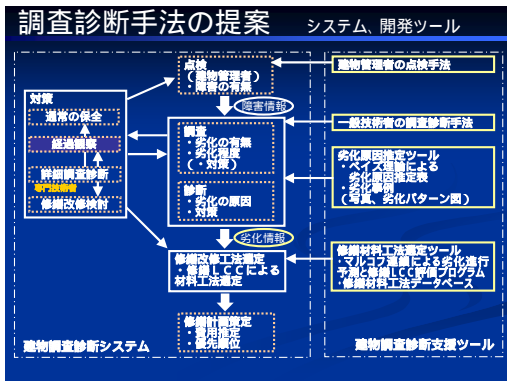 調査診断手法の提案 システム、開発ツール
点検
(建物管理者)
・障害の有無
障害情報
調査
・劣化の有無
・劣化程度
(・対策)
診断
・劣化の原因
・対策
劣化情報
修繕改修工法選定
・修繕LCCによる
材料工法選定
修繕計画策定
・費用推定
・優先順位
対策
通常の保全
経過観察
詳細調査診断
専門技術者
修繕改修検討
建物調査診断システム
建物管理者の点検手法
一般技術者の調査診断手法
劣化原因推定ツール
・ベイズ理論による
劣化原因推定表
・劣化事例
(写真、劣化パターン図)
修繕材料工法選定ツール
・マルコフ連鎖による劣化進行
予測と修繕LCC評価プログラム
・修繕材料工法データベース
建物調査診断支援ツール